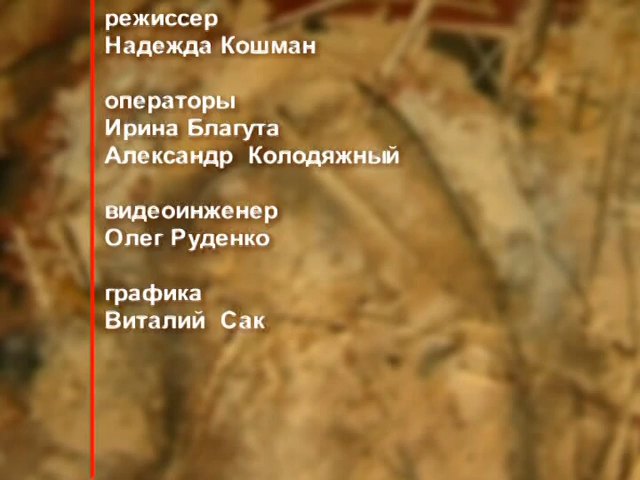 режиссер
Надежда Кошман
операторы
Ирина Благута
Александр Колодяжный
видеоинженер
Олег Руденко
графика
Виталий Сак